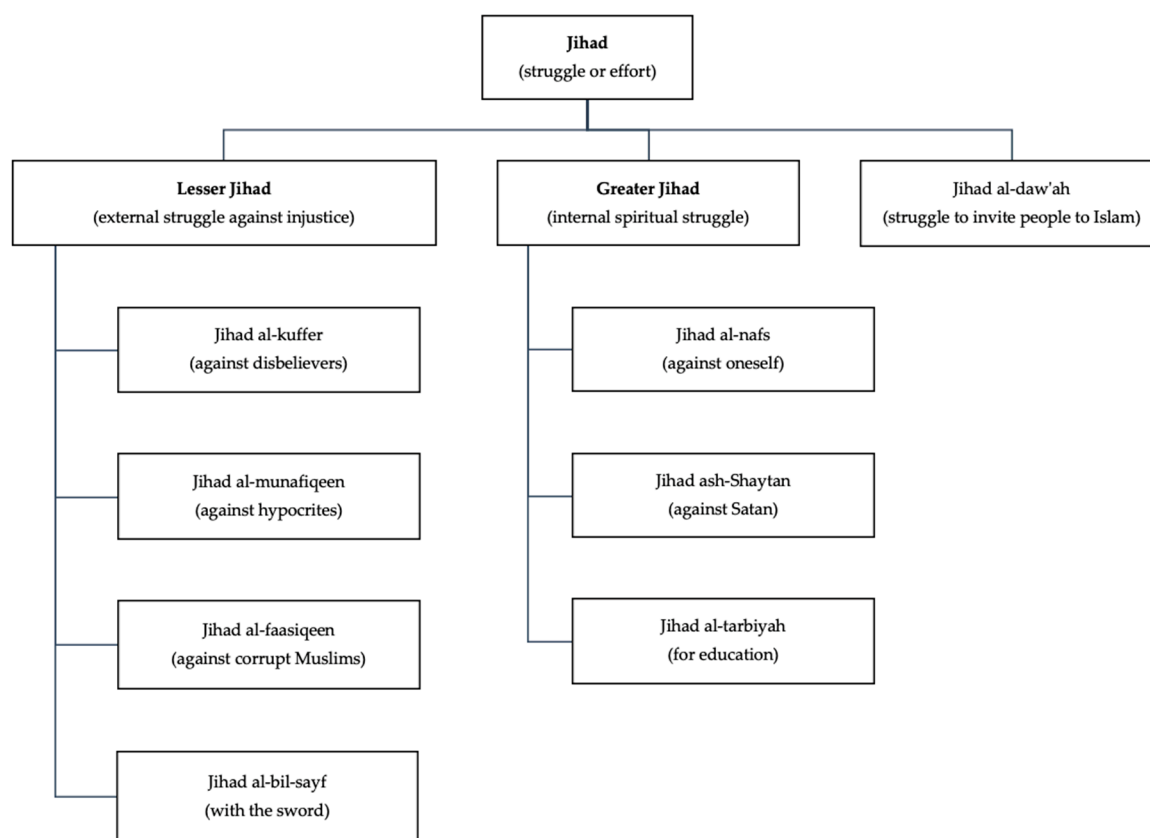 Jihad
(struggle or effort)
Lesser Jihad
(external struggle against injustice)
Greater Jihad
(internal spiritual struggle)
Jihad al-daw'ah
(struggle to invite people to Islam)
Jihad al-kuffer
(against disbelievers)
Jihad al-nafs
(against oneself)
Jihad al-munafiqeen
(against hypocrites)
Jihad ash-Shaytan
(against Satan)
Jihad al-faasiqeen
(against corrupt Muslims)
Jihad al-tarbiyah
(for education)
Jihad al-bil-sayf
(with the sword)